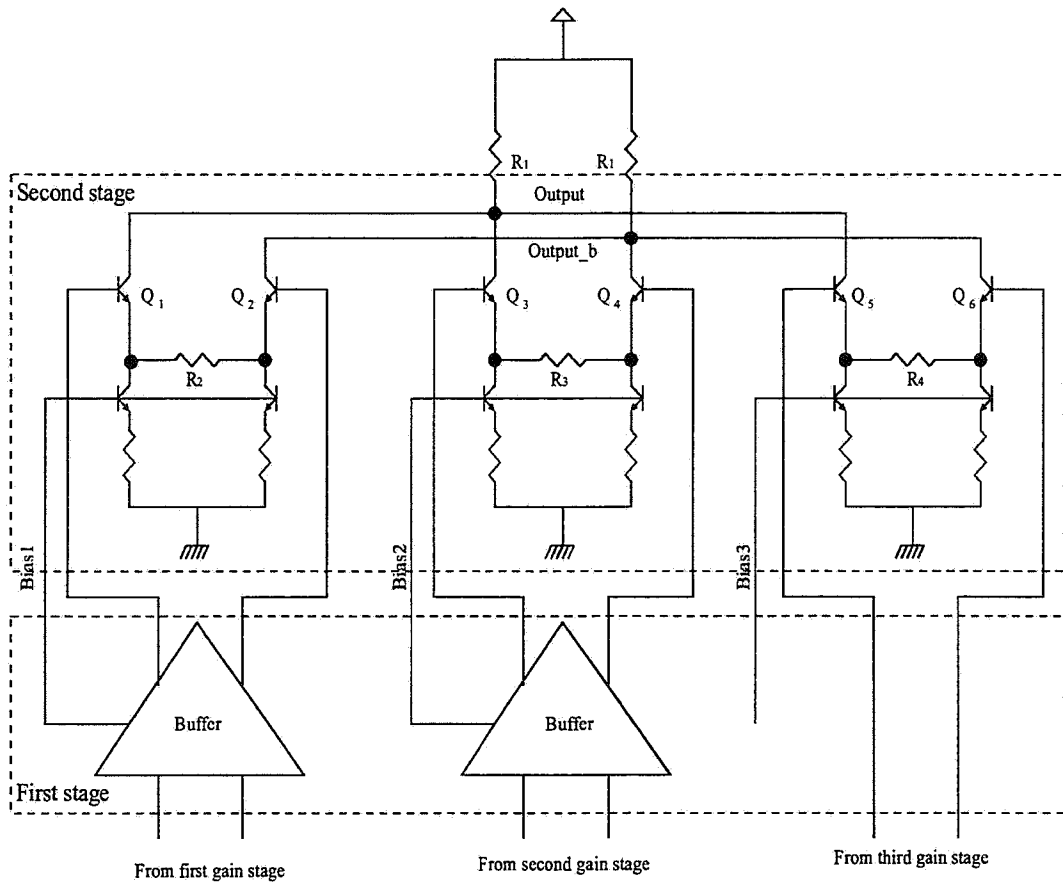 R1 R1
Second stage
Output
Output_b
Q1 Q2 Q3 Q4 Q5 Q6
R2 R3 R4
Bias1 Bias2 Bias3
Buffer Buffer
First stage
From first gain stage From second gain stage From third gain stage